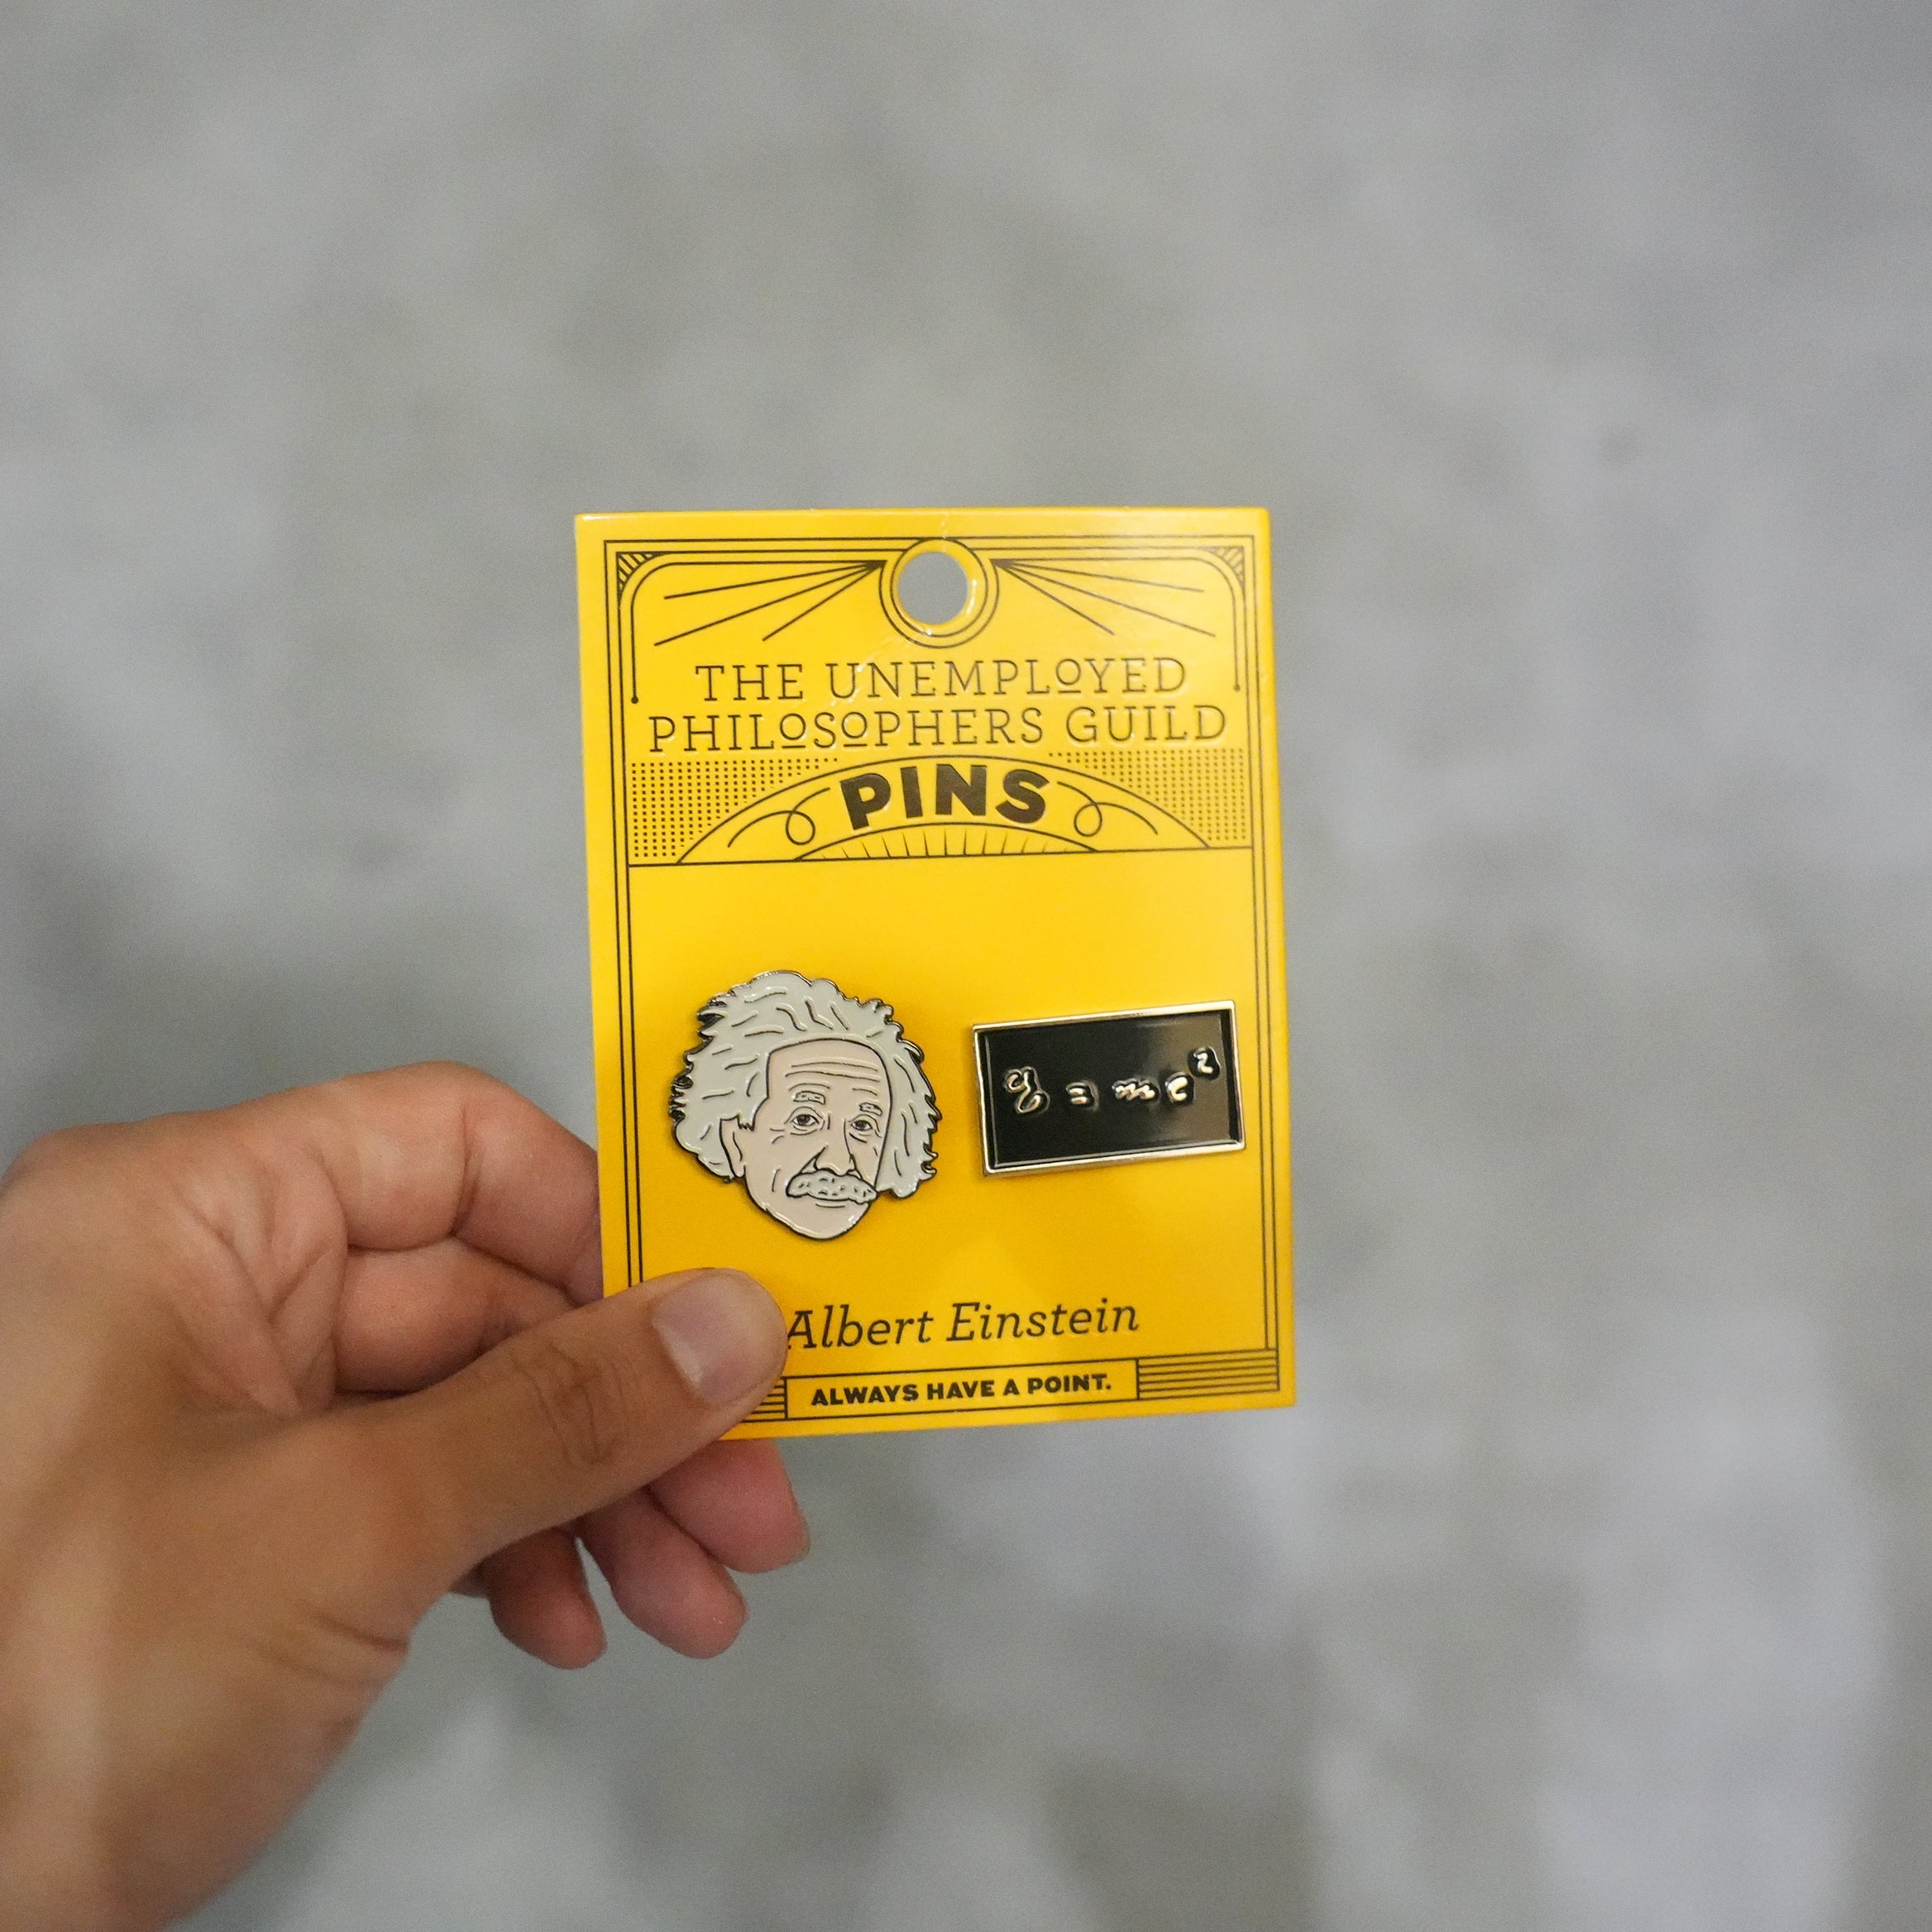 THE UNEMPLOYED
PHILOSOPHERS GUILD
PINS
E = mc²
Albert Einstein
ALWAYS HAVE A POINT.